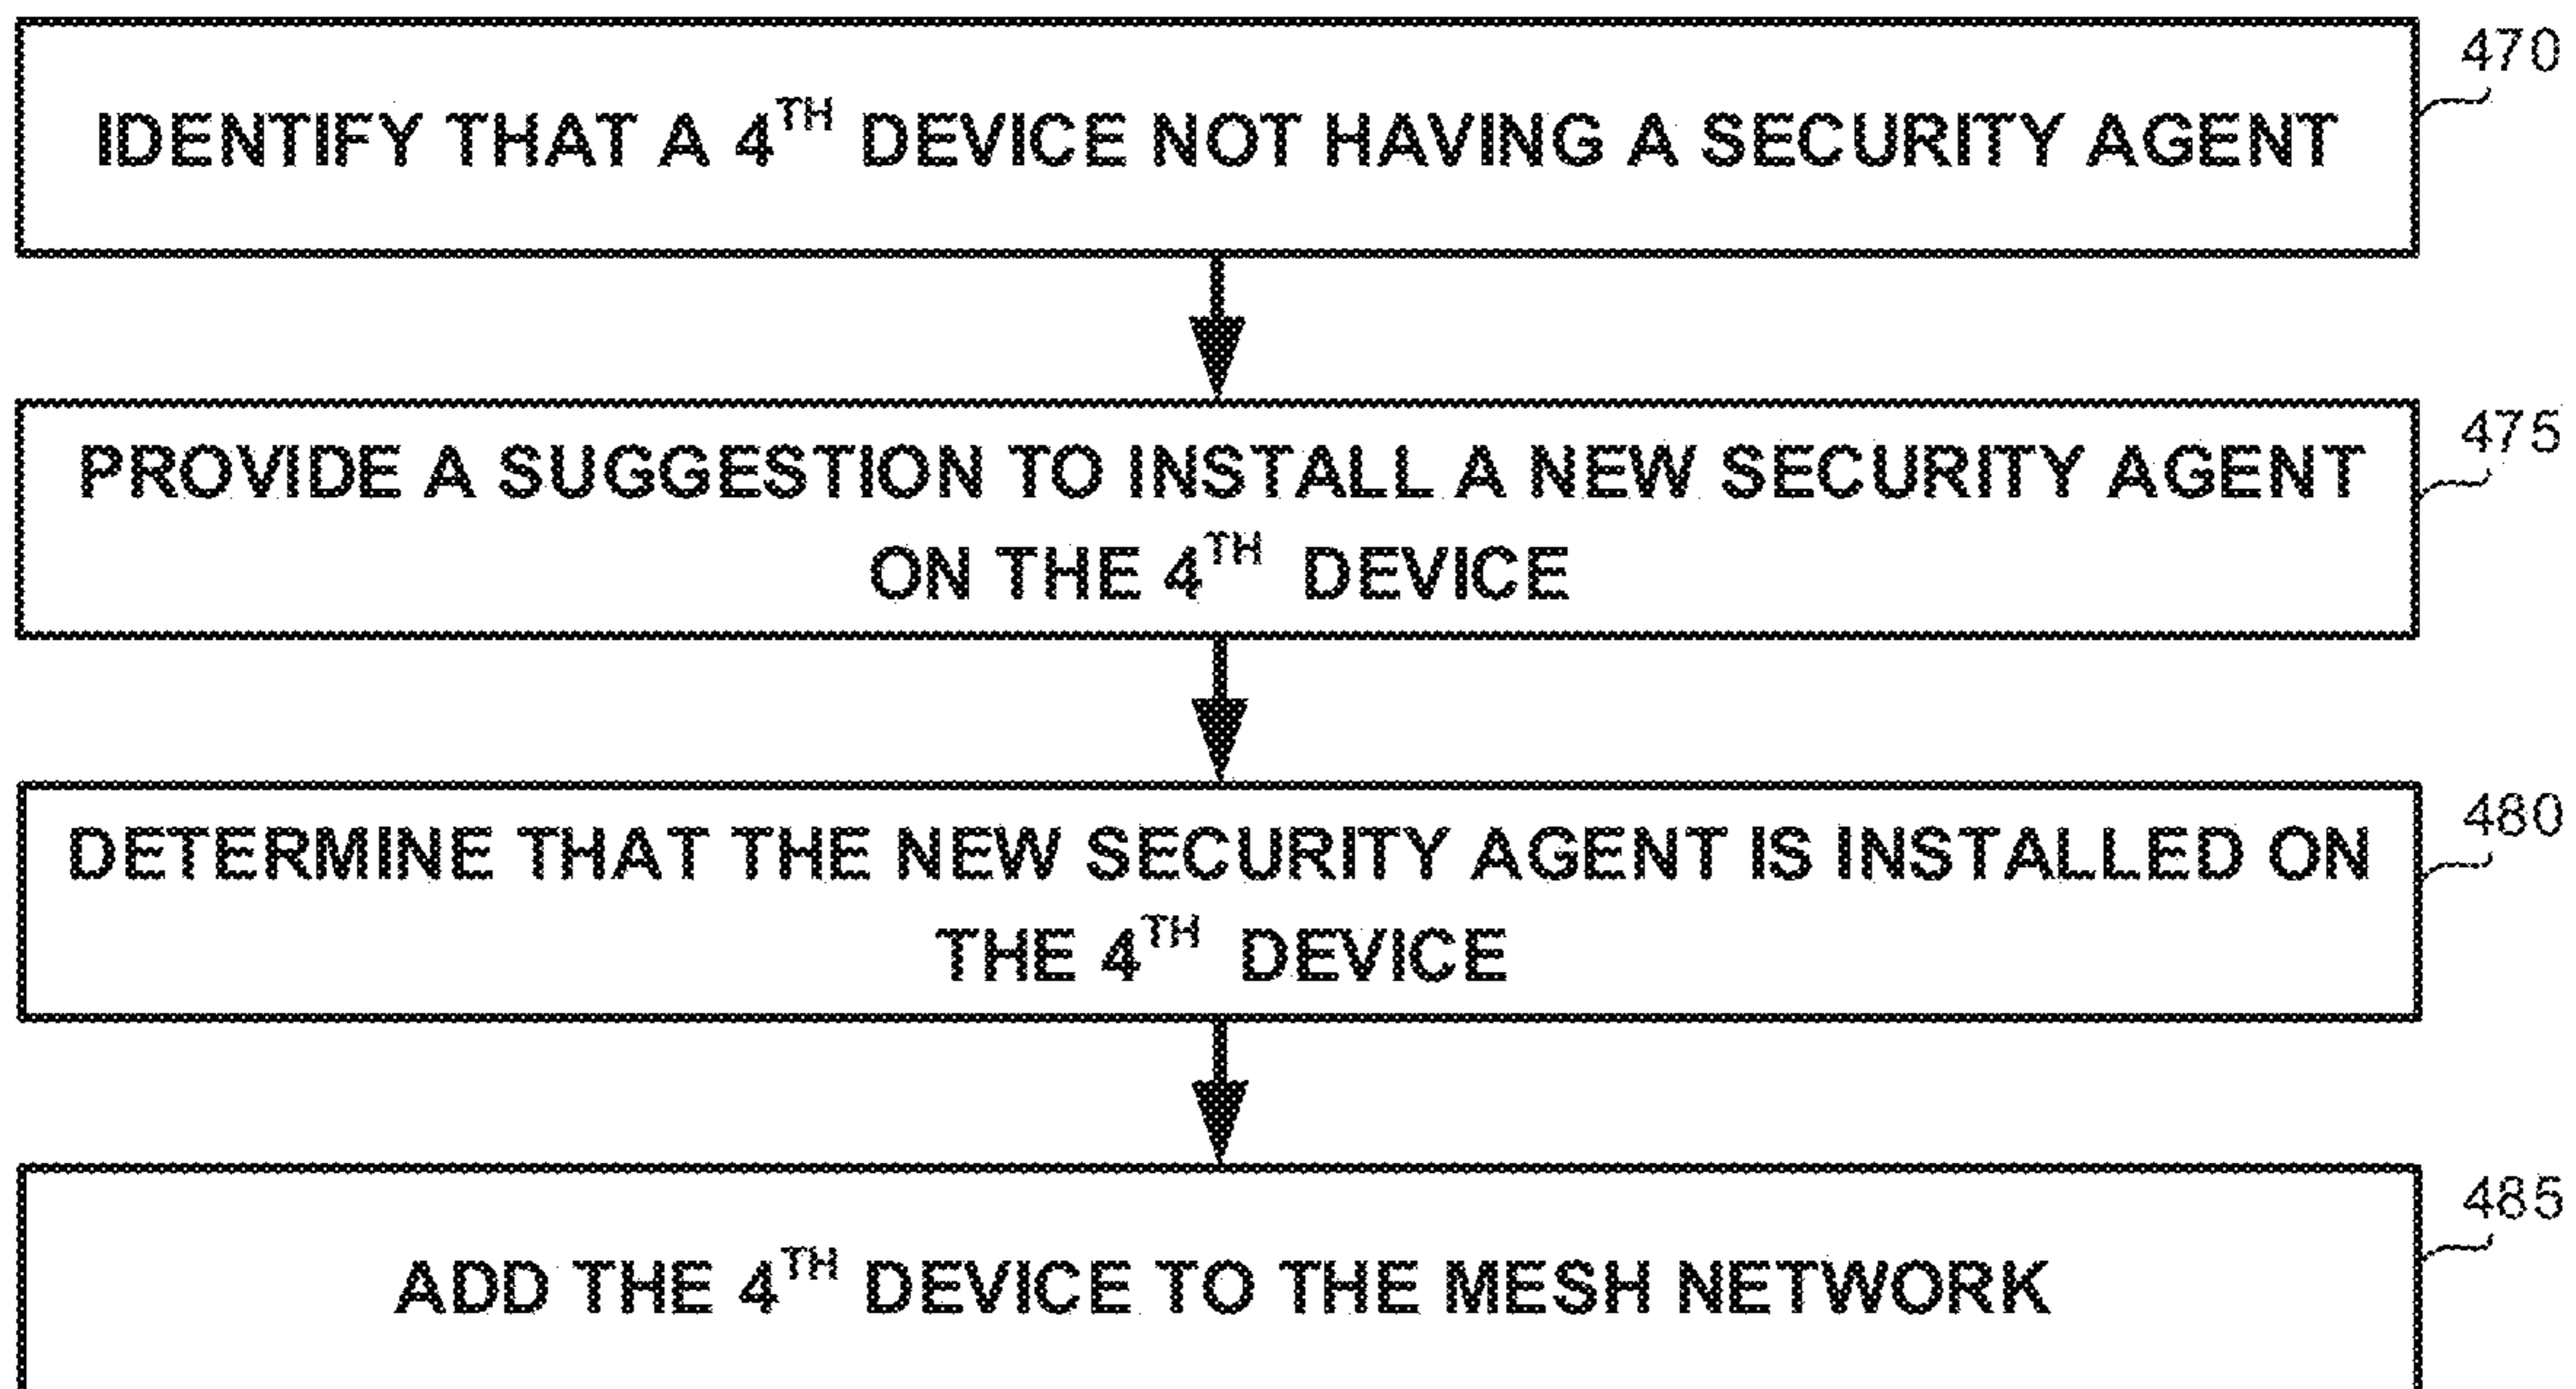 470
IDENTIFY THAT A 4TH DEVICE NOT HAVING A SECURITY AGENT
475
PROVIDE A SUGGESTION TO INSTALL A NEW SECURITY AGENT
ON THE 4TH DEVICE
480
DETERMINE THAT THE NEW SECURITY AGENT IS INSTALLED ON
THE 4TH DEVICE
485
ADD THE 4TH DEVICE TO THE MESH NETWORK